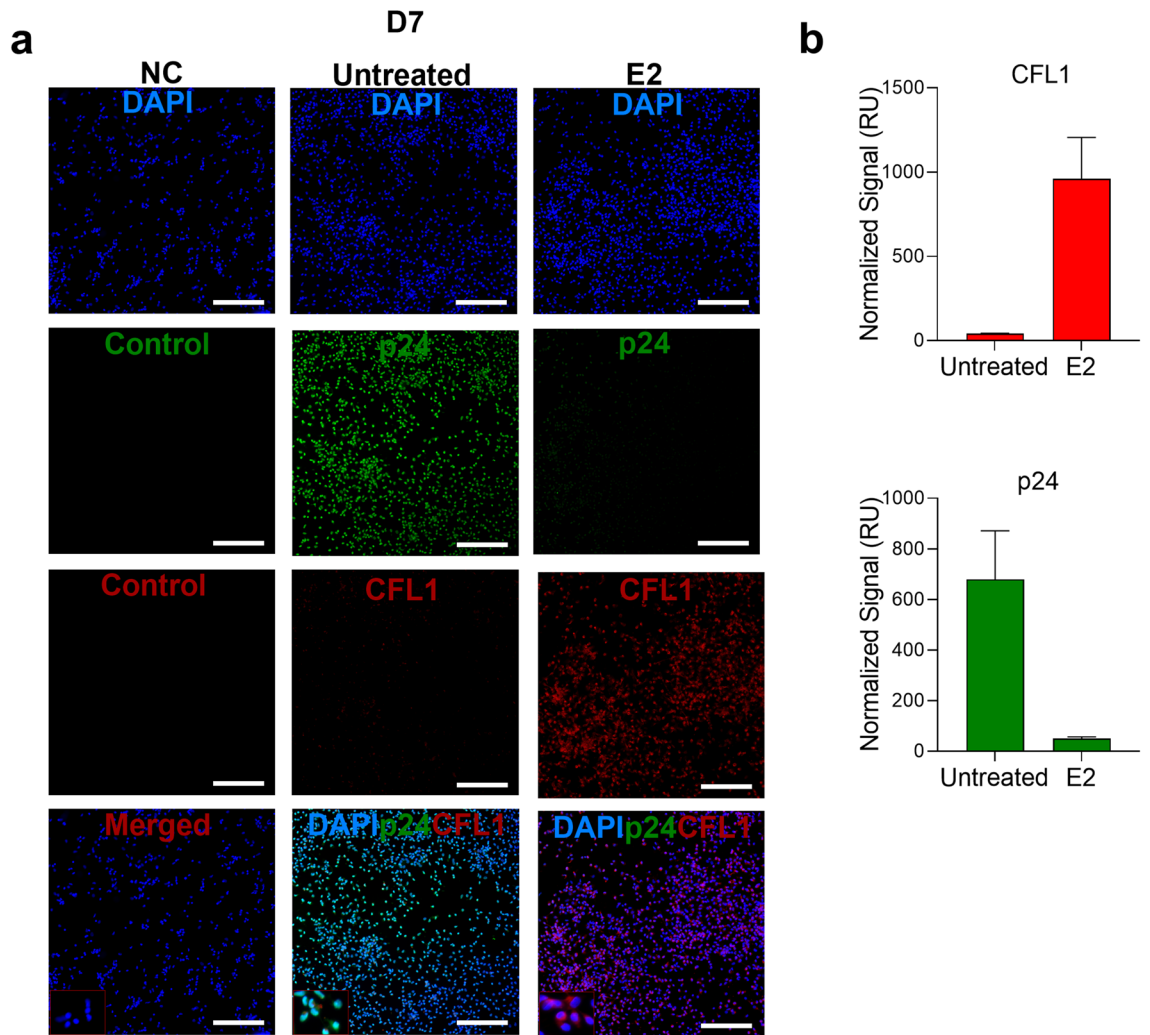 a
D7
b
NC
Untreated
E2
DAPI
DAPI
DAPI
Control
p24
p24
Control
CFL1
CFL1
Merged
DAPIp24CFL1
DAPIp24CFL1
CFL1
Normalized Signal (RU)
1500
1000
500
0
Untreated
E2
p24
Normalized Signal (RU)
1000
800
600
400
200
0
Untreated
E2